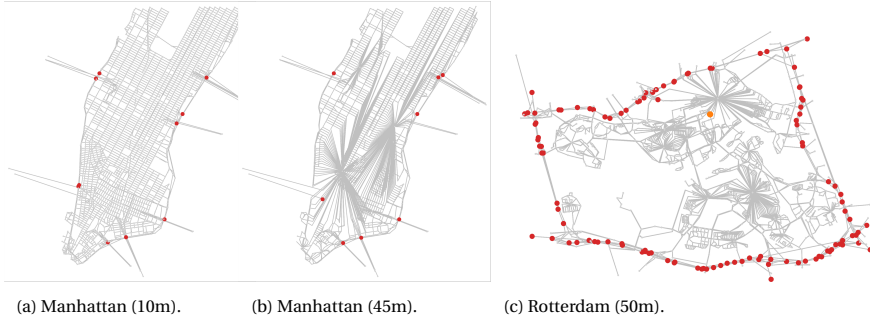 (a) Manhattan (10m).
(b) Manhattan (45m).
(c) Rotterdam (50m).